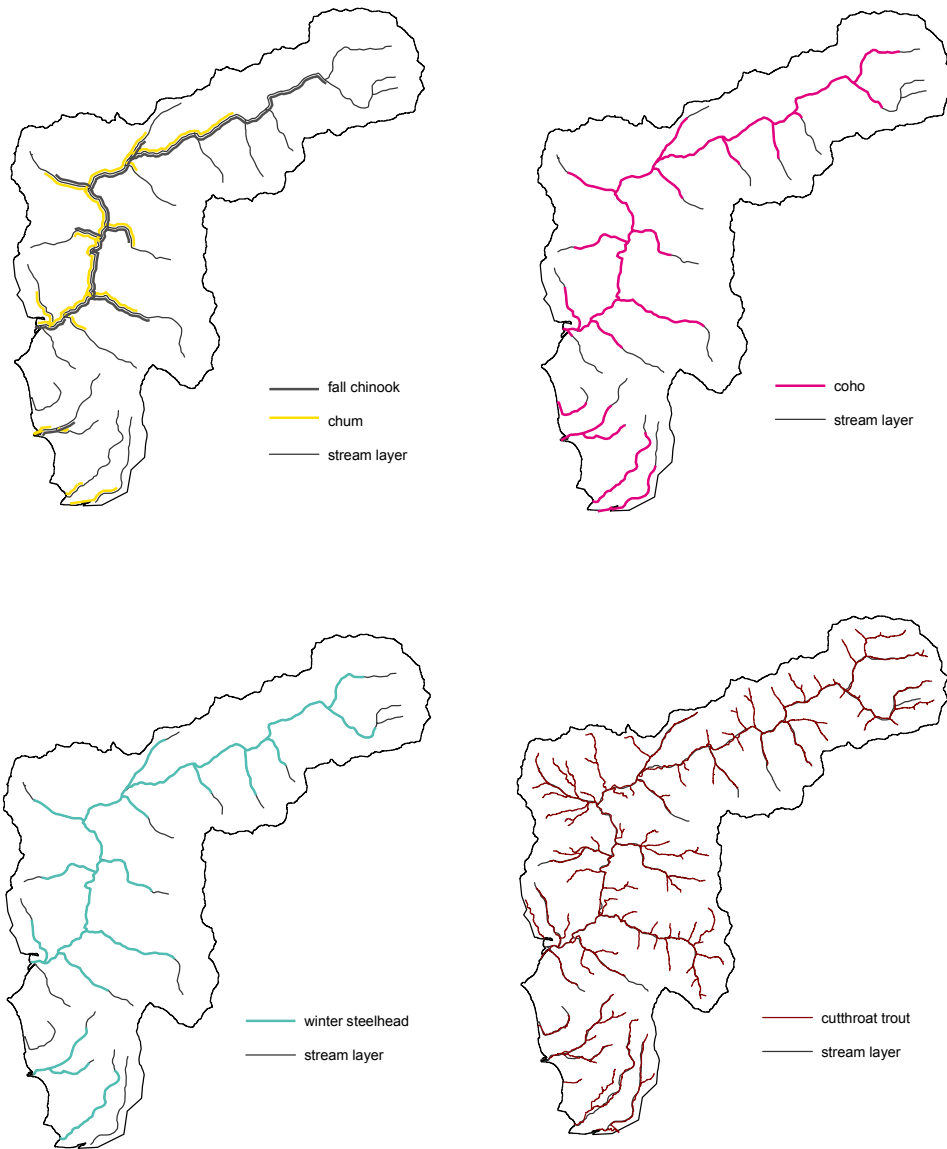 fall chinook
chum
stream layer
coho
stream layer
winter steelhead
stream layer
cutthroat trout
stream layer